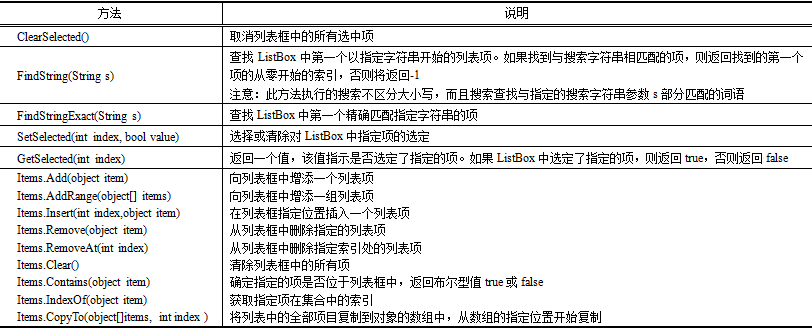 方法 说明
ClearSelected() 取消列表框中的所有选中项
查找 ListBox 中第一个以指定字符串开始的列表项。如果找到与搜索字符串相匹配的项，则返回找到的第一个
FindString(String s) 项的从零开始的索引，否则将返回-1
注意：此方法执行的搜索不区分大小写，而且搜索查找与指定的搜索字符串参数 s 部分匹配的词语
FindStringExact(String s) 查找 ListBox 中第一个精确匹配指定字符串的项
SetSelected(int index, bool value) 选择或清除对 ListBox 中指定项的选定
GetSelected(int index) 返回一个值，该值指示是否选定了指定的项。如果 ListBox 中选定了指定的项，则返回 true，否则返回 false
Items.Add(object item) 向列表框中增添一个列表项
Items.AddRange(object[] items) 向列表框中增添一组列表项
Items.Insert(int index,object item) 在列表框指定位置插入一个列表项
Items.Remove(object item) 从列表框中删除指定的列表项
Items.RemoveAt(int index) 从列表框中删除指定索引处的列表项
Items.Clear() 清除列表框中的所有项
Items.Contains(object item) 确定指定的项是否位于列表框中，返回布尔型值 true 或 false
Items.IndexOf(object item) 获取指定项在集合中的索引
Items.CopyTo(object[]items, int index ) 将列表中的全部项目复制到对象的数组中，从数组的指定位置开始复制